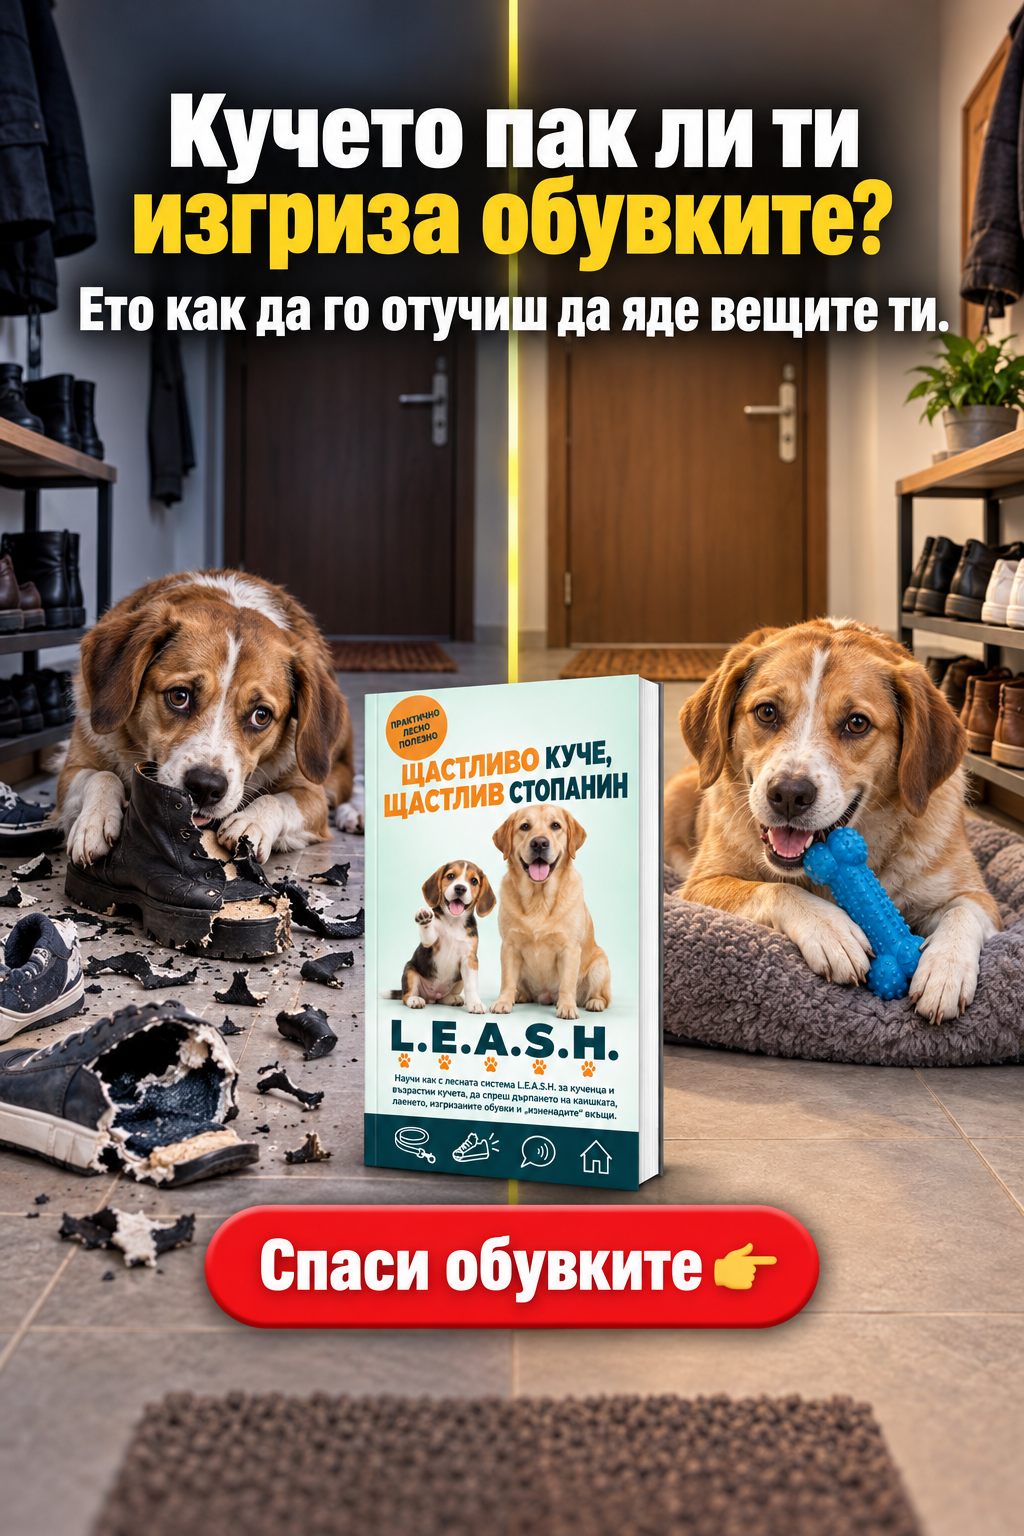 Кучето пак ли ти
изгриза обувките?
Ето как да го отучиш да яде вещите ти.
ПРАКТИЧНО
ЛЕСНО
ПОЛЕЗНО
ЩАСТЛИВО КУЧЕ,
ЩАСТЛИВ СТОПАНИН
L.E.A.S.H.
Научи как с лесната система L.E.A.S.H. за кученца и
възрастни кучета, да спреш дърпането на каишката,
лаенето, изгризаните обувки и „изненадите“ вкъщи.
Спаси обувките 👉